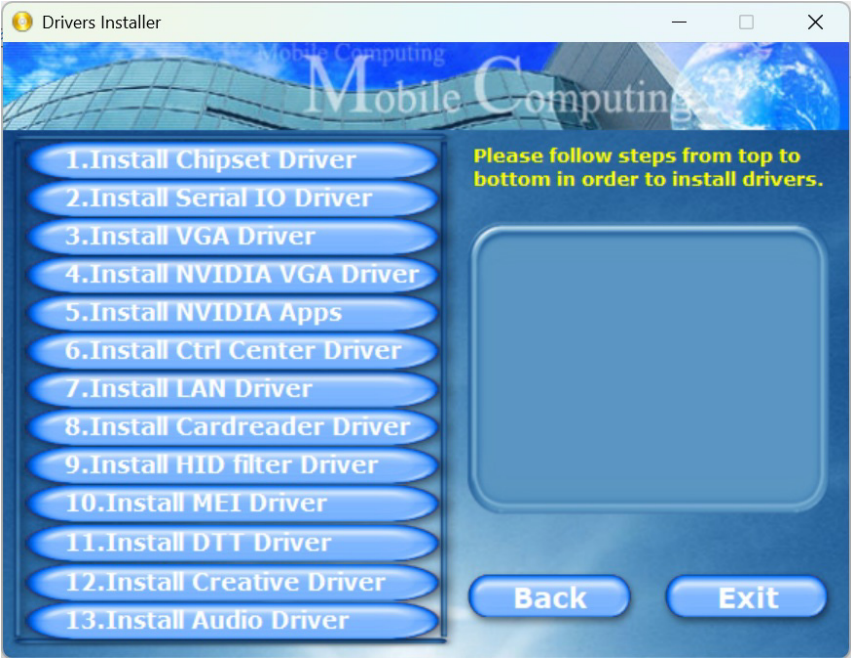 Drivers Installer
Mobile Computing
Mobile Computing
1.Install Chipset Driver
2.Install Serial IO Driver
3.Install VGA Driver
4.Install NVIDIA VGA Driver
5.Install NVIDIA Apps
6.Install Ctrl Center Driver
7.Install LAN Driver
8.Install Cardreader Driver
9.Install HID filter Driver
10.Install MEI Driver
11.Install DTT Driver
12.Install Creative Driver
13.Install Audio Driver
Please follow steps from top to
bottom in order to install drivers.
Back
Exit